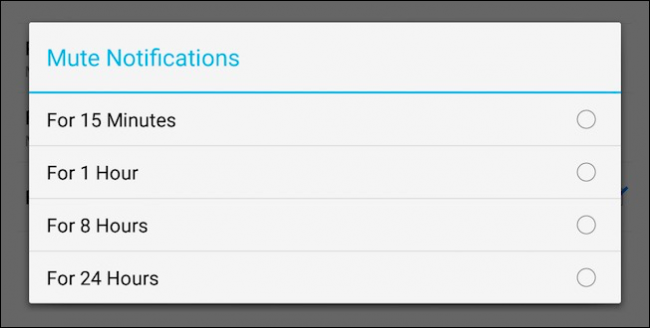 Mute Notifications
For 15 Minutes
For 1 Hour
For 8 Hours
For 24 Hours